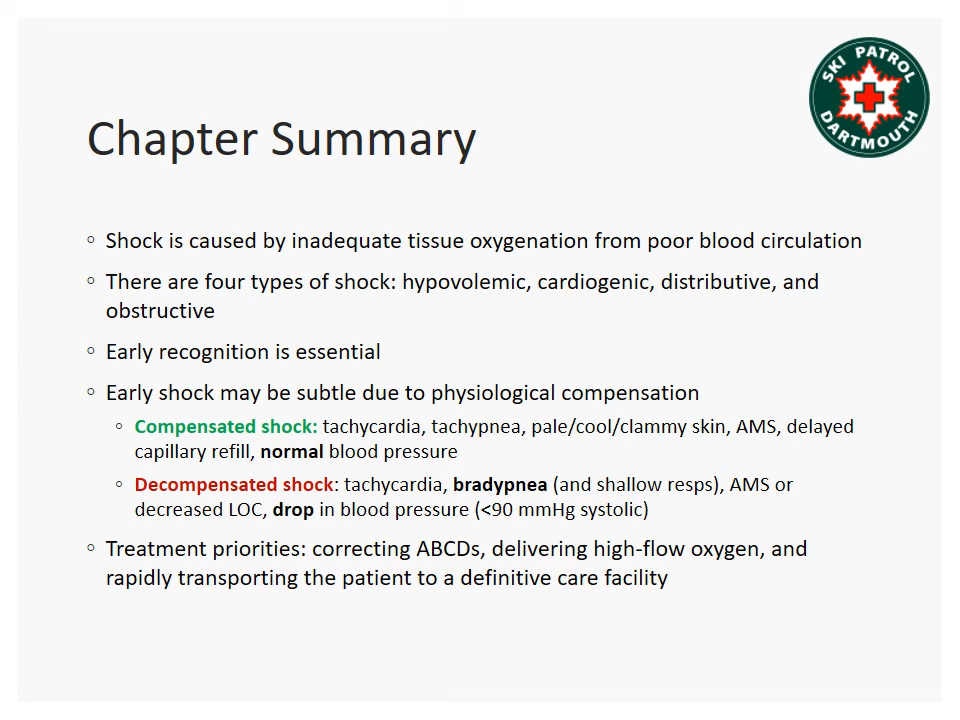 SKI PATROL
DARTMOUTH
Chapter Summary
◦ Shock is caused by inadequate tissue oxygenation from poor blood circulation
◦ There are four types of shock: hypovolemic, cardiogenic, distributive, and
obstructive
◦ Early recognition is essential
◦ Early shock may be subtle due to physiological compensation
◦ Compensated shock: tachycardia, tachypnea, pale/cool/clammy skin, AMS, delayed
capillary refill, normal blood pressure
◦ Decompensated shock: tachycardia, bradypnea (and shallow resps), AMS or
decreased LOC, drop in blood pressure (<90 mmHg systolic)
◦ Treatment priorities: correcting ABCDs, delivering high-flow oxygen, and
rapidly transporting the patient to a definitive care facility